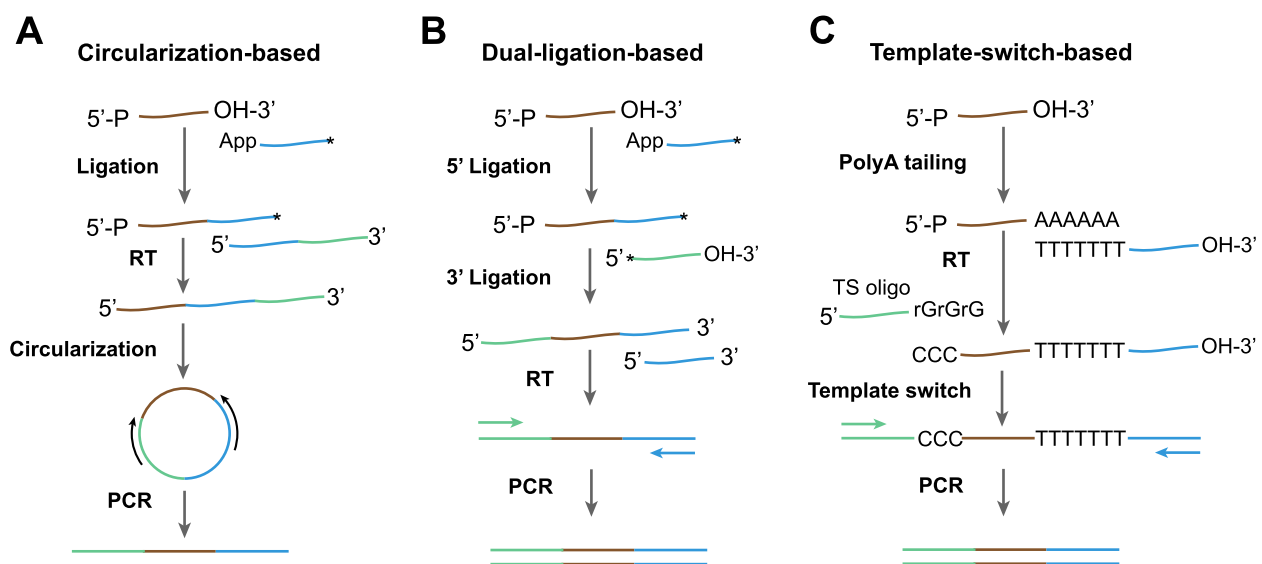 A
Circularization-based
5’-P
OH-3’
App
*
Ligation
5’-P
*
RT
5’
3’
5’
3’
Circularization
PCR
B
Dual-ligation-based
5’-P
OH-3’
App
*
5’ Ligation
5’-P
*
5’
*
OH-3’
3’ Ligation
5’
3’
5’
3’
RT
PCR
C
Template-switch-based
5’-P
OH-3’
PolyA tailing
5’-P
AAAAAA
TTTTTTT
OH-3’
RT
TS oligo
5’
rGrGrG
CCC
TTTTTTT
OH-3’
Template switch
CCC
TTTTTTT
PCR